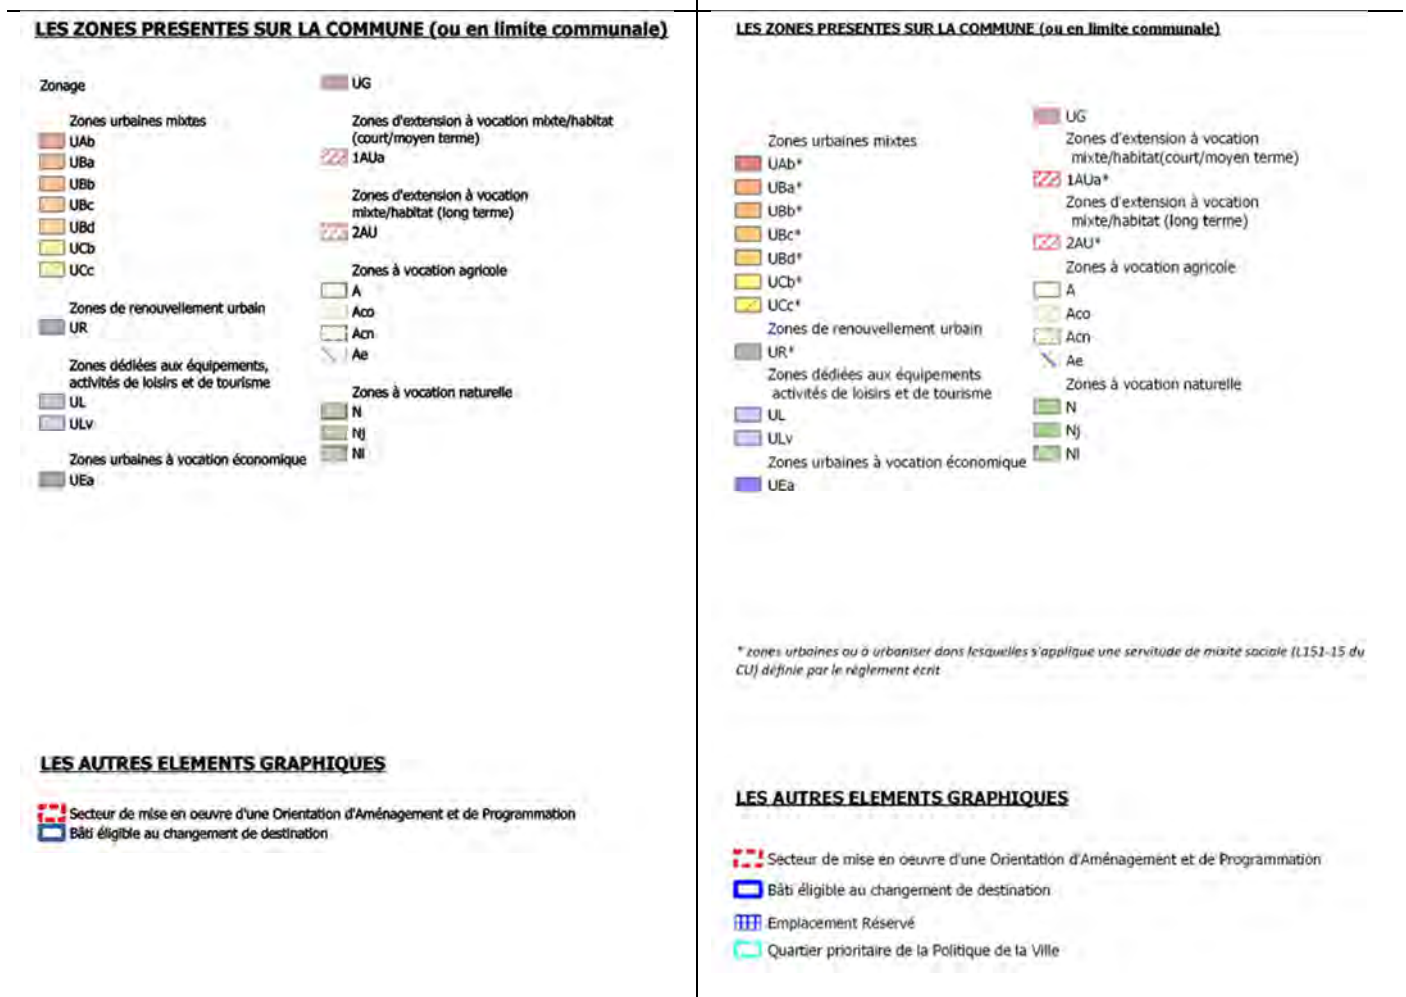 LES ZONES PRESENTES SUR LA COMMUNE (ou en limite communale)
Zonage
Zones urbaines mixtes
UAb
UBa
UBb
UBc
UBd
UCb
UCc
Zones de renouvellement urbain
UR
Zones dédiées aux équipements,
activités de loisirs et de tourisme
UL
ULv
Zones urbaines à vocation économique
UEa
UG
Zones d'extension à vocation mixte/habitat
(court/moyen terme)
1AUa
Zones d'extension à vocation
mixte/habitat (long terme)
2AU
Zones à vocation agricole
A
Aco
Acn
Ae
Zones à vocation naturelle
N
Nj
Nl
LES AUTRES ELEMENTS GRAPHIQUES
Secteur de mise en oeuvre d'une Orientation d'Aménagement et de Programmation
Bâti éligible au changement de destination
LES ZONES PRESENTES SUR LA COMMUNE (ou en limite communale)
Zones urbaines mixtes
UAb*
UBa*
UBb*
UBc*
UBd*
UCb*
UCc*
Zones de renouvellement urbain
UR*
Zones dédiées aux équipements
activités de loisirs et de tourisme
UL
ULv
Zones urbaines à vocation économique
UEa
UG
Zones d'extension à vocation
mixte/habitat(court/moyen terme)
1AUa*
Zones d'extension à vocation
mixte/habitat (long terme)
2AU*
Zones à vocation agricole
A
Aco
Acn
Ae
Zones à vocation naturelle
N
Nj
Nl
* zones urbaines ou à urbaniser dans lesquelles s'applique une servitude de mixité sociale (L151-15 du
CU) définie par le règlement écrit
LES AUTRES ELEMENTS GRAPHIQUES
Secteur de mise en oeuvre d'une Orientation d'Aménagement et de Programmation
Bâti éligible au changement de destination
Emplacement Réservé
Quartier prioritaire de la Politique de la Ville